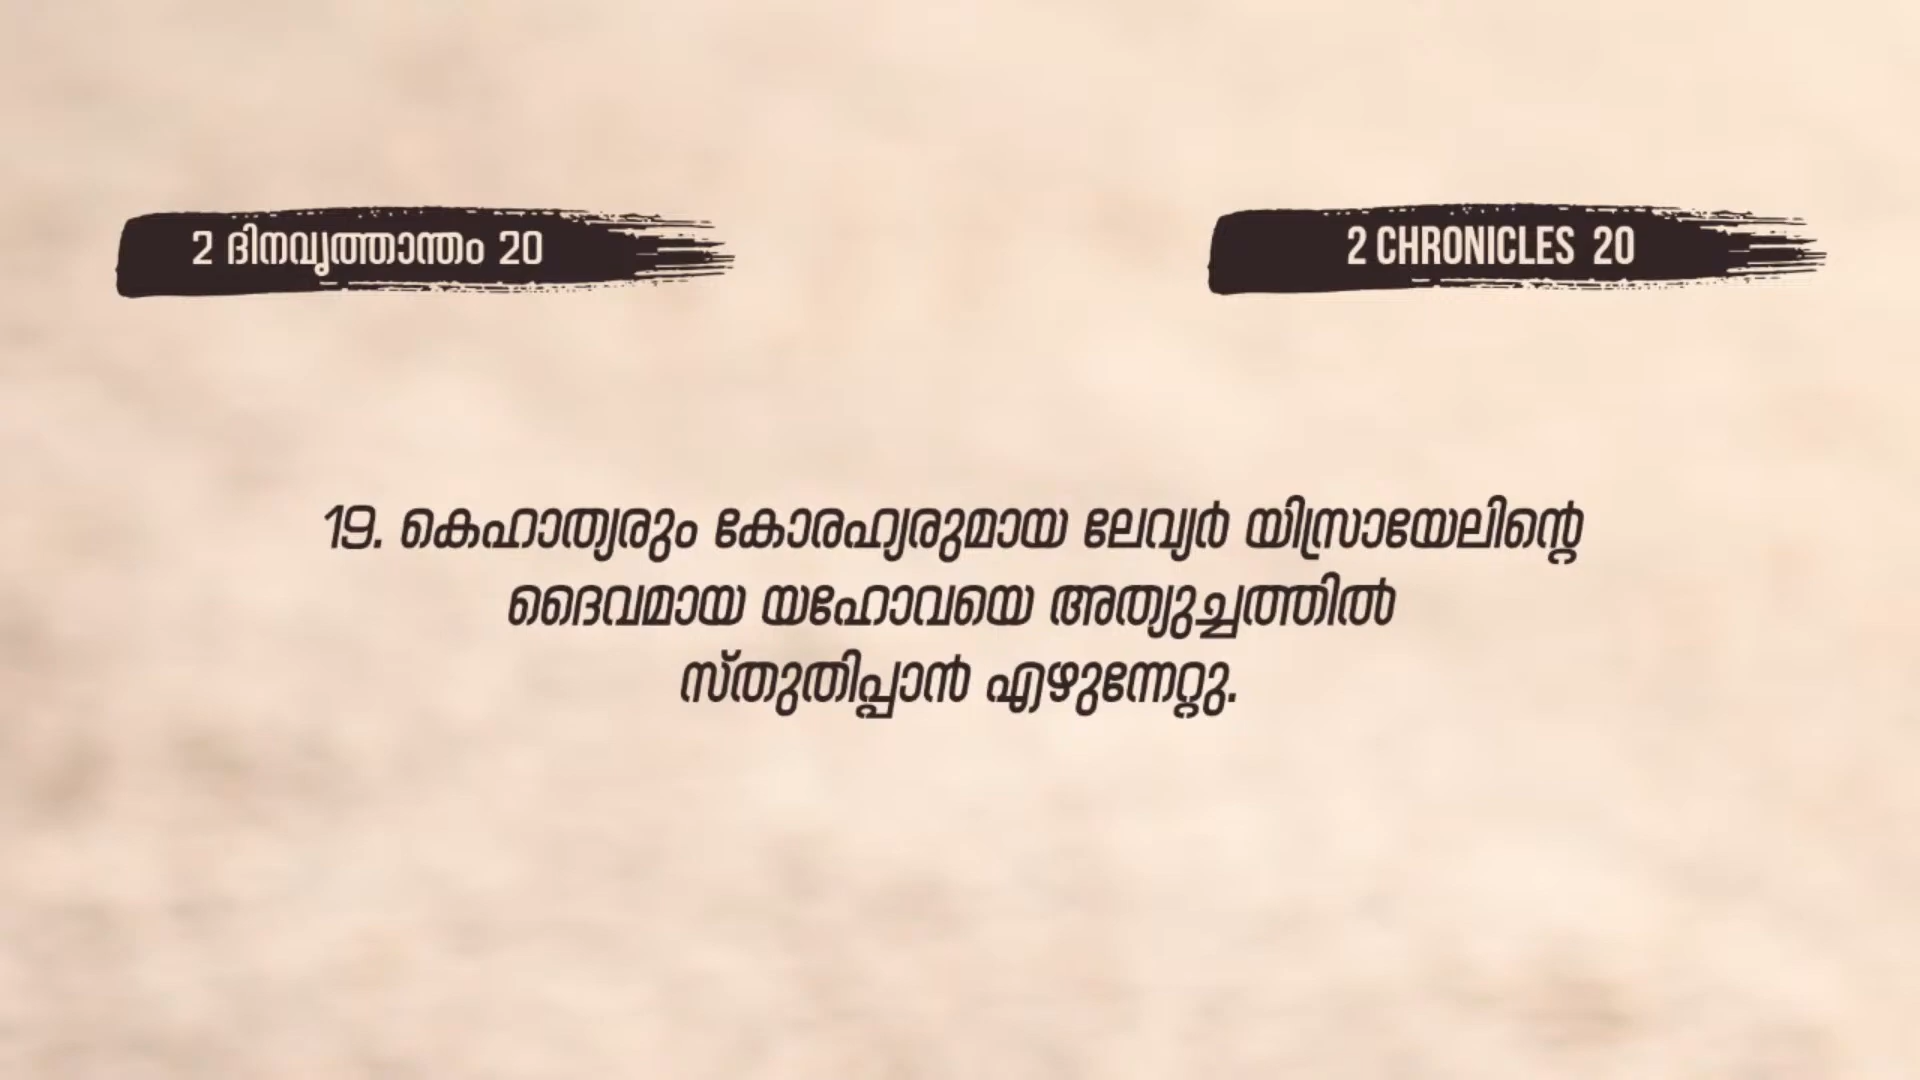 2 ദിനവൃത്താന്തം 20
2 CHRONICLES 20
19. കെഹാത്യരും കോരഹ്യരുമായ ലേവ്യർ യിസ്രായേലിന്റെ
ദൈവമായ യഹോവയെ അത്യുച്ചത്തിൽ
സ്തുതിപ്പാൻ എഴുന്നേറ്റു.